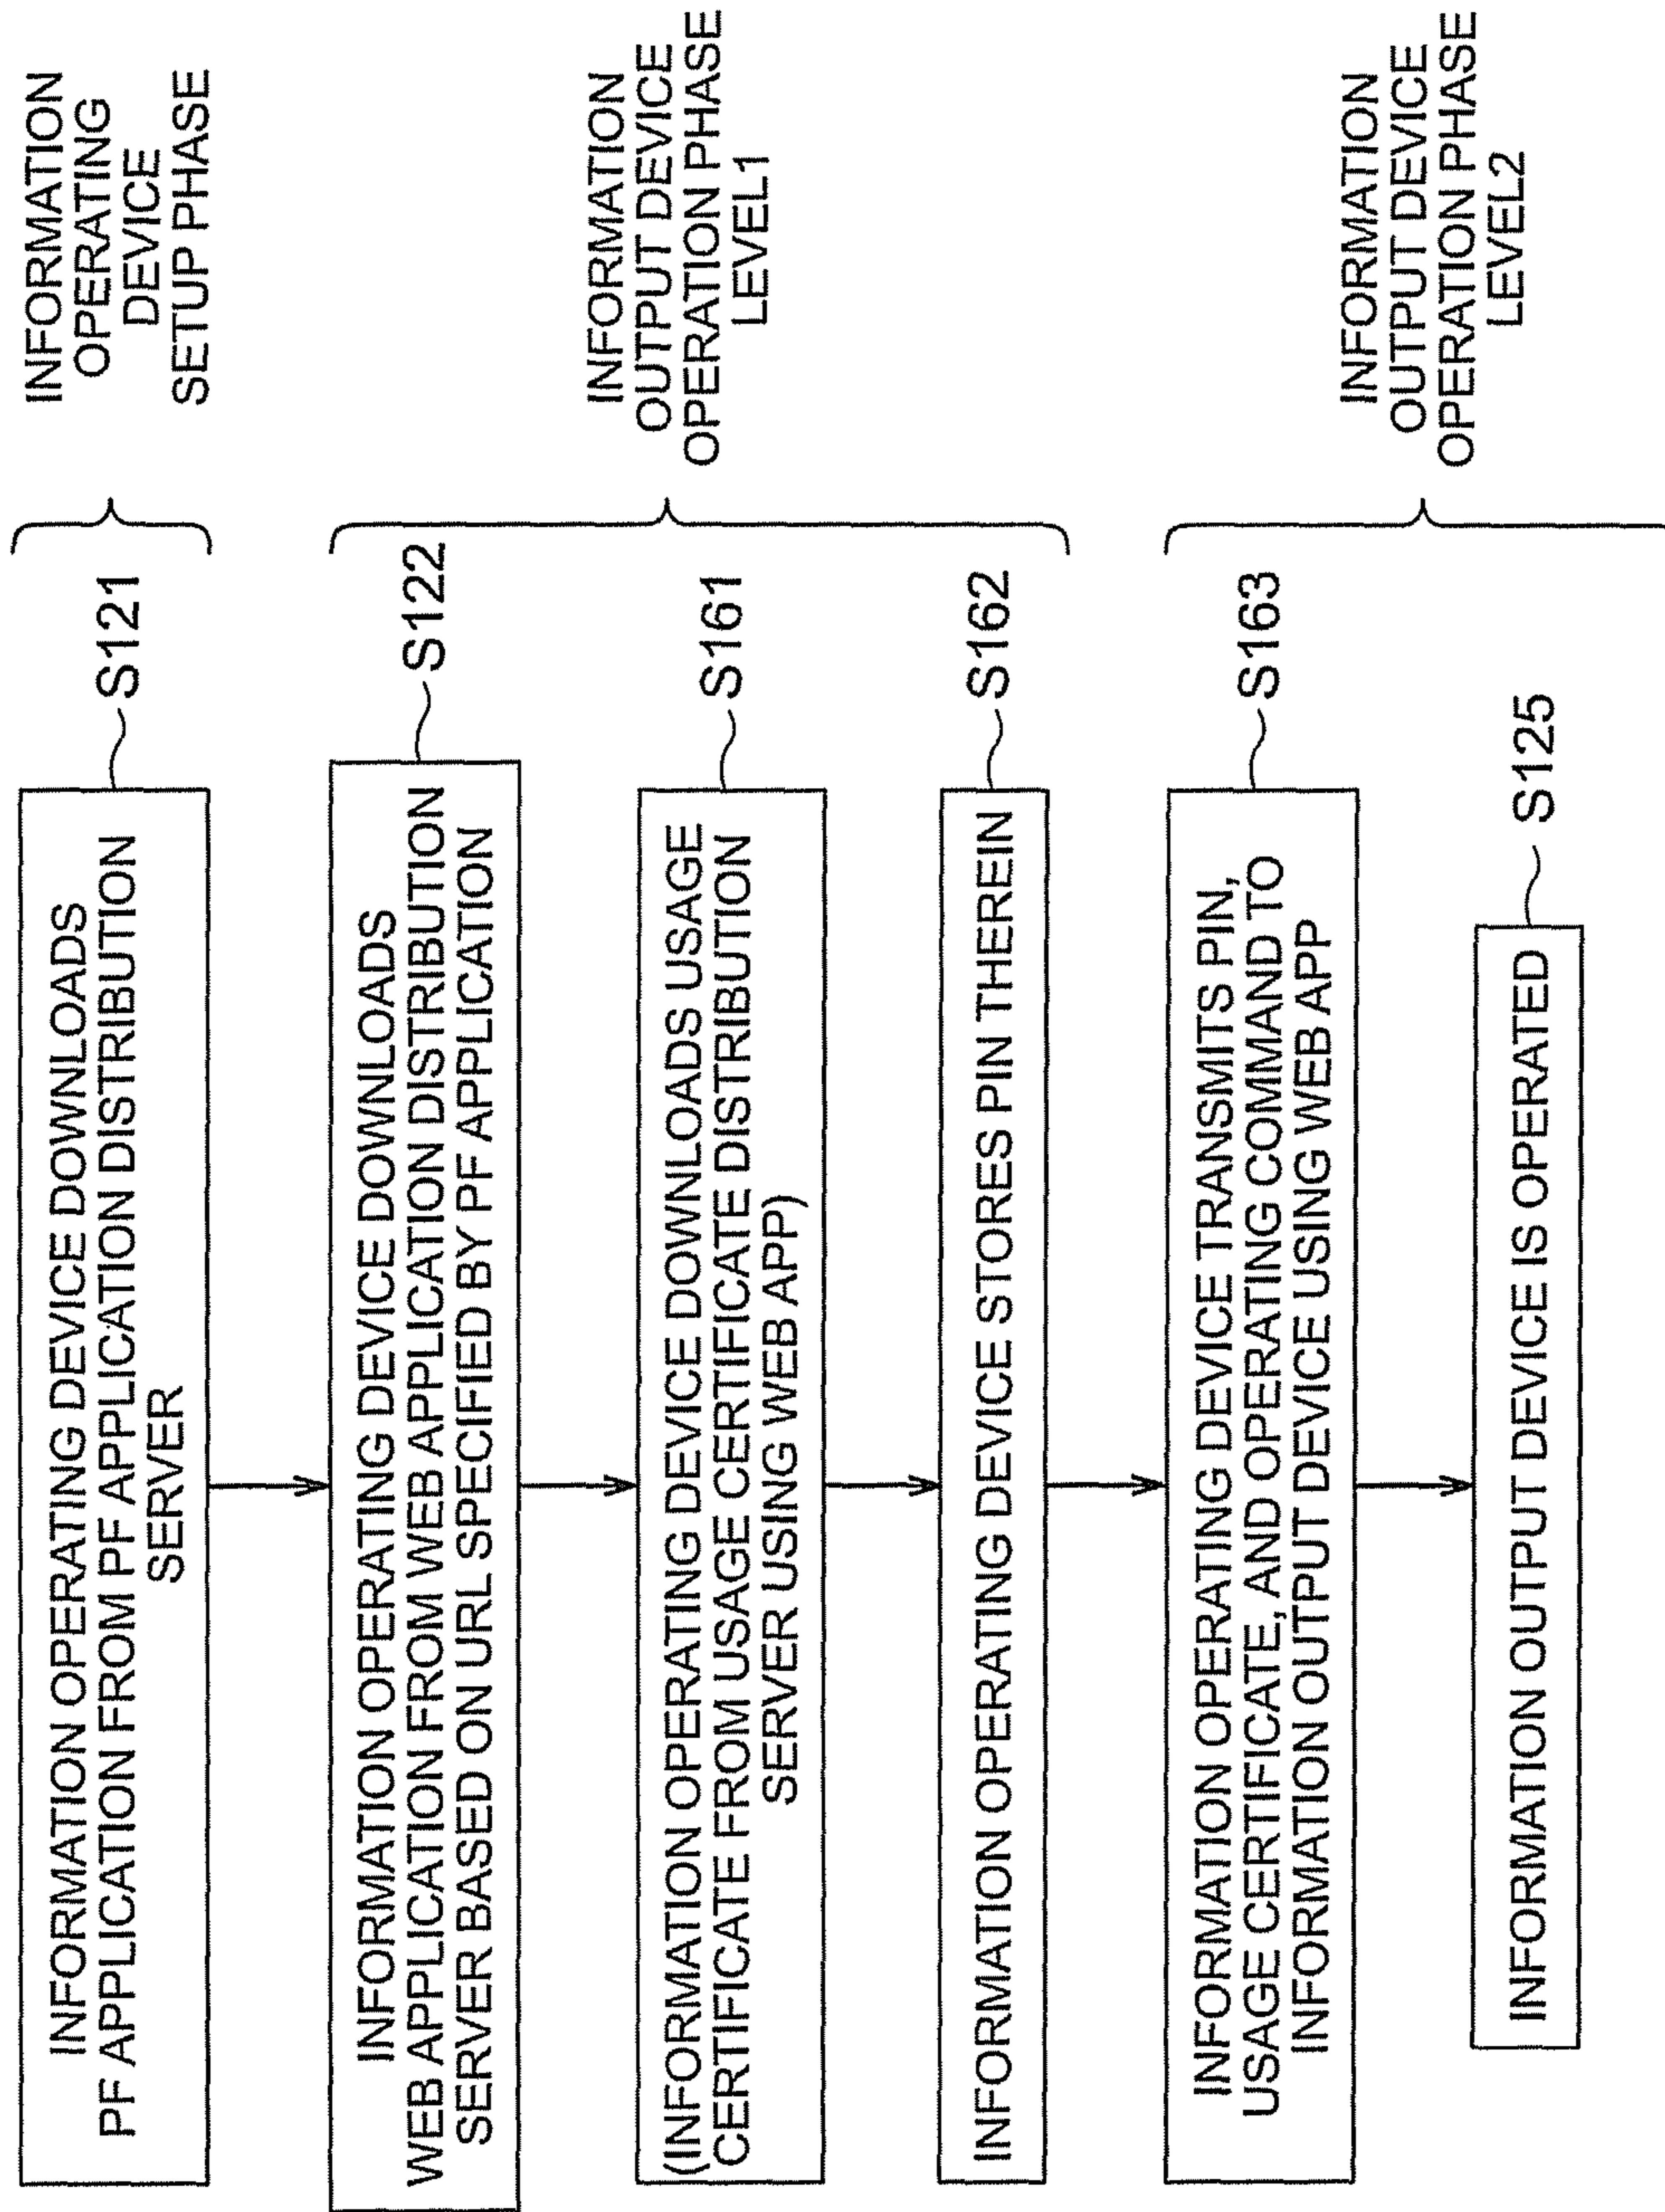 INFORMATION OPERATING DEVICE DOWNLOADS
PF APPLICATION FROM PF APPLICATION DISTRIBUTION
SERVER
S121
INFORMATION
OPERATING
DEVICE
SETUP PHASE
INFORMATION OPERATING DEVICE DOWNLOADS
WEB APPLICATION FROM WEB APPLICATION DISTRIBUTION
SERVER BASED ON URL SPECIFIED BY PF APPLICATION
S122
(INFORMATION OPERATING DEVICE DOWNLOADS USAGE
CERTIFICATE FROM USAGE CERTIFICATE DISTRIBUTION
SERVER USING WEB APP)
S161
INFORMATION OPERATING DEVICE STORES PIN THEREIN
S162
INFORMATION
OUTPUT DEVICE
OPERATION PHASE
LEVEL1
INFORMATION OPERATING DEVICE TRANSMITS PIN,
USAGE CERTIFICATE, AND OPERATING COMMAND TO
INFORMATION OUTPUT DEVICE USING WEB APP
S163
INFORMATION OUTPUT DEVICE IS OPERATED
S125
INFORMATION
OUTPUT DEVICE
OPERATION PHASE
LEVEL2